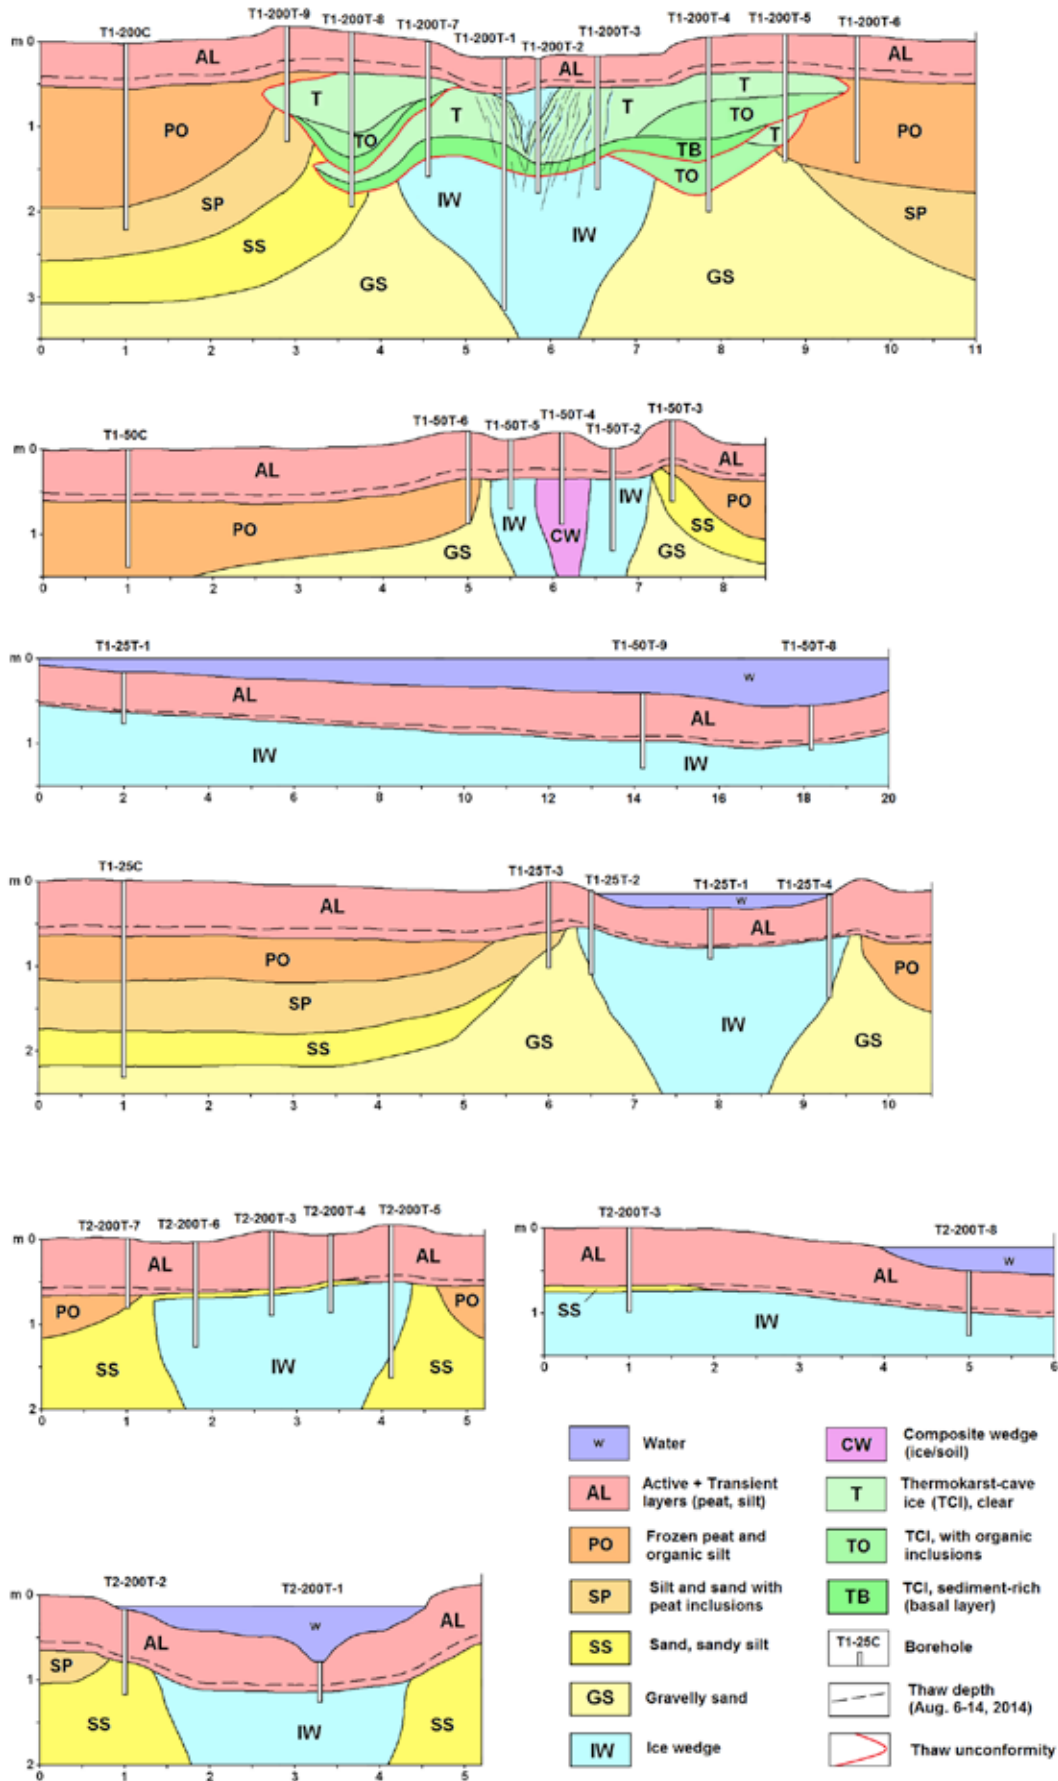 T1-200C T1-200T-9 T1-200T-8 T1-200T-7 T1-200T-1 T1-200T-2 T1-200T-3 T1-200T-4 T1-200T-5 T1-200T-6
m 0 AL AL AL
T T T T
PO TO TO PO
1 TB T
TO
SP IW SP
2 SS IW
GS GS
3
0 1 2 3 4 5 6 7 8 9 10 11
T1-50C T1-50T-6 T1-50T-5 T1-50T-4 T1-50T-2 T1-50T-3
m 0 AL AL
PO IW CW IW SS PO
1 GS GS
0 1 2 3 4 5 6 7 8
T1-25T-1 T1-50T-9 T1-50T-8
m 0 w
AL AL
1 IW IW
0 2 4 6 8 10 12 14 16 18 20
T1-25C T1-25T-3 T1-25T-2 T1-25T-1 T1-25T-4
m 0 AL w AL
1 PO PO
SP IW
2 SS GS GS
0 1 2 3 4 5 6 7 8 9 10
T2-200T-7 T2-200T-6 T2-200T-3 T2-200T-4 T2-200T-5
m 0 AL AL
PO PO
1
SS IW SS
2
0 1 2 3 4 5
T2-200T-3 T2-200T-8
m 0 AL AL w
1 SS IW
0 1 2 3 4 5 6
T2-200T-2 T2-200T-1
m 0 AL w AL
SP
1
SS IW SS
2
0 1 2 3 4 5
w Water
AL Active + Transient
layers (peat, silt)
PO Frozen peat and
organic silt
SP Silt and sand with
peat inclusions
SS Sand, sandy silt
GS Gravelly sand
IW Ice wedge
CW Composite wedge
(ice/soil)
T Thermokarst-cave
ice (TCI), clear
TO TCI, with organic
inclusions
TB TCI, sediment-rich
(basal layer)
T1-25C Borehole
Thaw depth
(Aug. 6-14, 2014)
Thaw unconformity